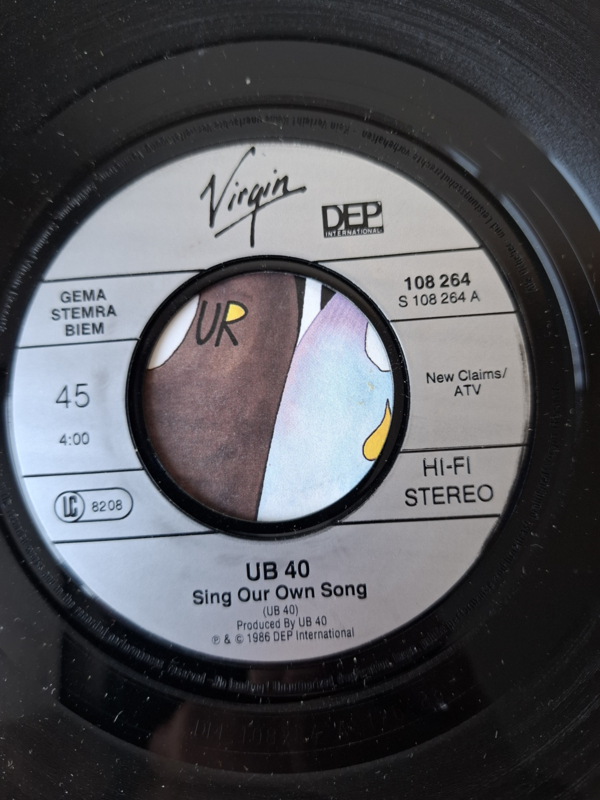 Virgin
DEP
INTERNATIONAL
GEMA
STEMRA
BIEM
108 264
S 108 264 A
UR
45
New Claims/
ATV
4:00
HI-FI
STEREO
LC 8208
UB 40
Sing Our Own Song
(UB 40)
Produced By UB 40
℗ & © 1986 DEP International